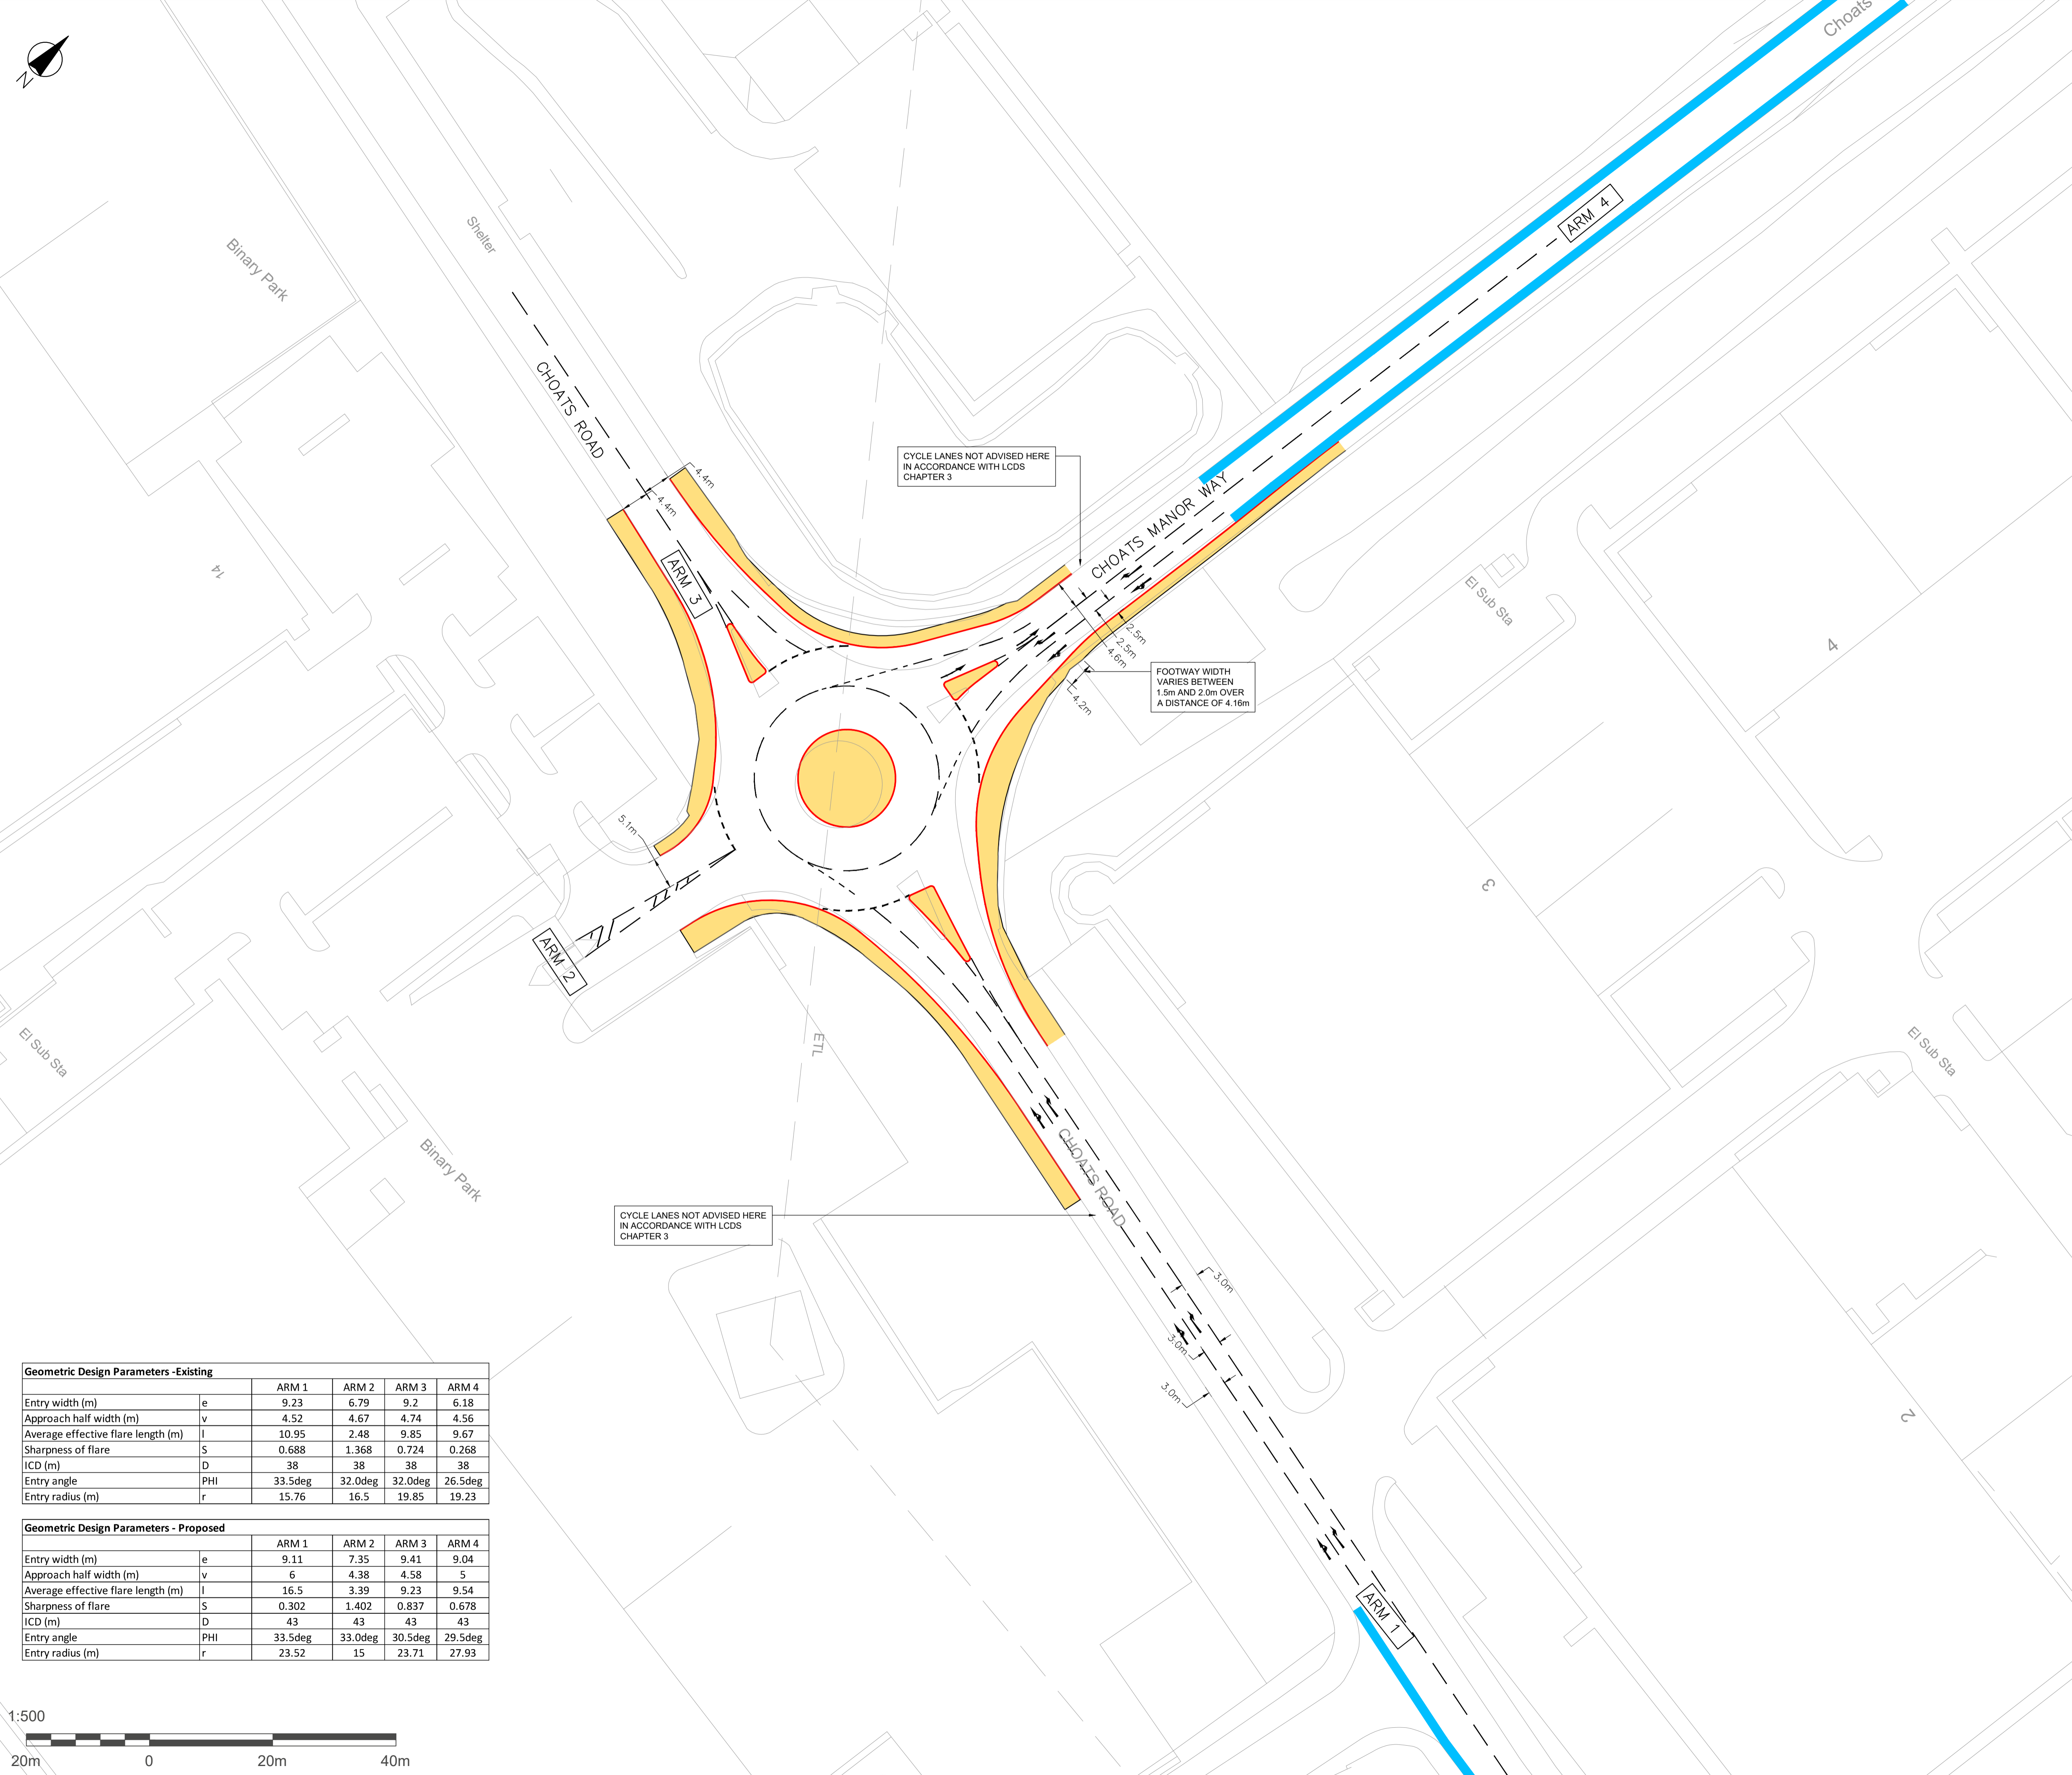 N
Choats
ARM 4
Shelter
Binary Park
CHOATS ROAD
4.4m
4.4m
CYCLE LANES NOT ADVISED HERE
IN ACCORDANCE WITH LCDS
CHAPTER 3
CHOATS MANOR WAY
ARM 3
14
El Sub Sta
4
2.5m
2.5m
4.6m
4.2m
FOOTWAY WIDTH
VARIES BETWEEN
1.5m AND 2.0m OVER
A DISTANCE OF 4.16m
5.1m
3
ARM 2
El Sub Sta
ETL
El Sub Sta
Binary Park
CHOATS ROAD
CYCLE LANES NOT ADVISED HERE
IN ACCORDANCE WITH LCDS
CHAPTER 3
3.0m
3.0m
3.0m
2
ARM 1
Geometric Design Parameters -Existing
ARM 1 ARM 2 ARM 3 ARM 4
Entry width (m) e 9.23 6.79 9.2 6.18
Approach half width (m) v 4.52 4.67 4.74 4.56
Average effective flare length (m) l 10.95 2.48 9.85 9.67
Sharpness of flare S 0.688 1.368 0.724 0.268
ICD (m) D 38 38 38 38
Entry angle PHI 33.5deg 32.0deg 32.0deg 26.5deg
Entry radius (m) r 15.76 16.5 19.85 19.23
Geometric Design Parameters - Proposed
ARM 1 ARM 2 ARM 3 ARM 4
Entry width (m) e 9.11 7.35 9.41 9.04
Approach half width (m) v 6 4.38 4.58 5
Average effective flare length (m) l 16.5 3.39 9.23 9.54
Sharpness of flare S 0.302 1.402 0.837 0.678
ICD (m) D 43 43 43 43
Entry angle PHI 33.5deg 33.0deg 30.5deg 29.5deg
Entry radius (m) r 23.52 15 23.71 27.93
1:500
20m 0 20m 40m